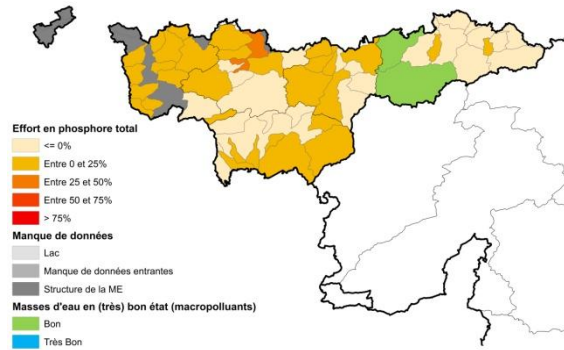 Effort en phosphore total
<= 0%
Entre 0 et 25%
Entre 25 et 50%
Entre 50 et 75%
> 75%
Manque de données
Lac
Manque de données entrantes
Structure de la ME
Masses d'eau en (très) bon état (macropolluants)
Bon
Très Bon